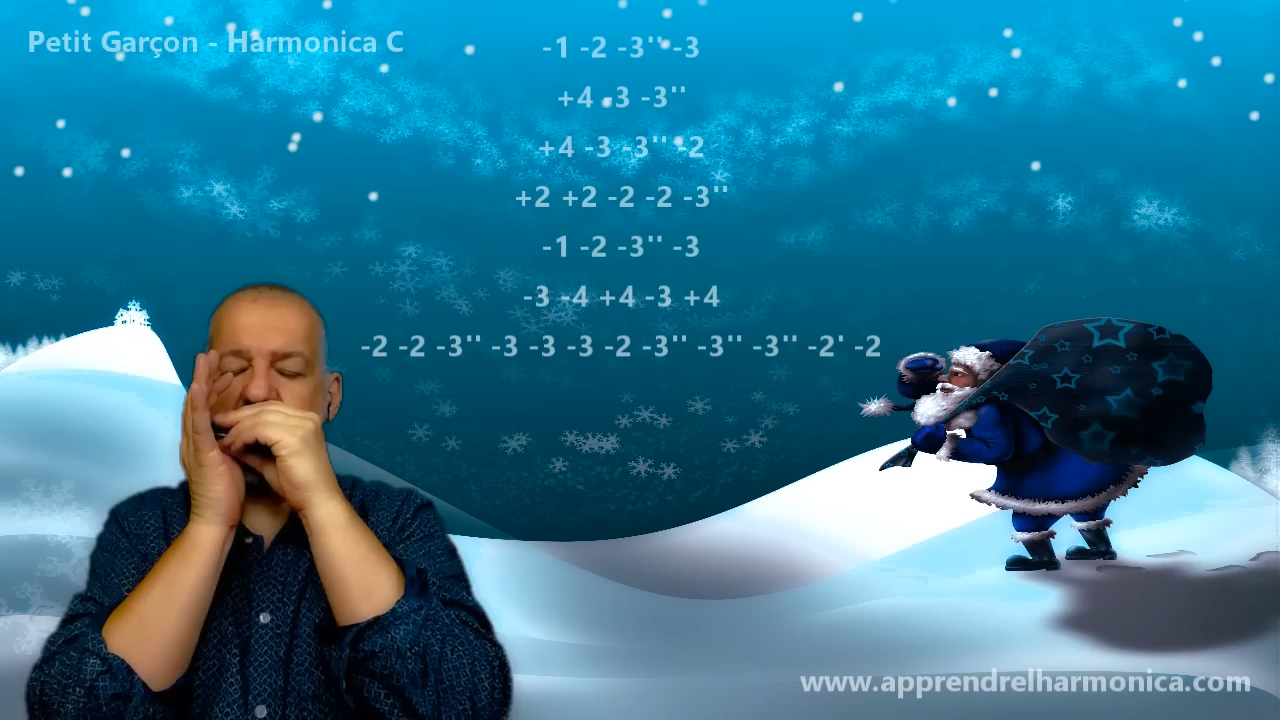 Petit Garçon - Harmonica C
-1 -2 -3'' -3
+4 -3 -3''
+4 -3 -3'' -2
+2 +2 -2 -2 -3''
-1 -2 -3'' -3
-3 -4 +4 -3 +4
-2 -2 -3'' -3 -3 -3 -2 -3'' -3'' -3'' -2' -2
www.apprendrelharmonica.com